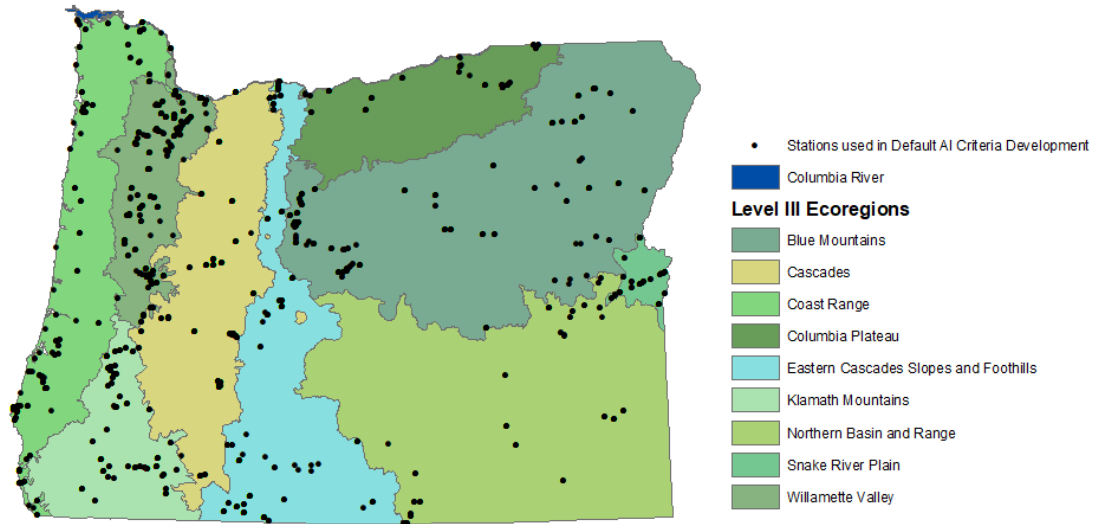 Stations used in Default Al Criteria Development
Columbia River
Level III Ecoregions
Blue Mountains
Cascades
Coast Range
Columbia Plateau
Eastern Cascades Slopes and Foothills
Klamath Mountains
Northern Basin and Range
Snake River Plain
Willamette Valley